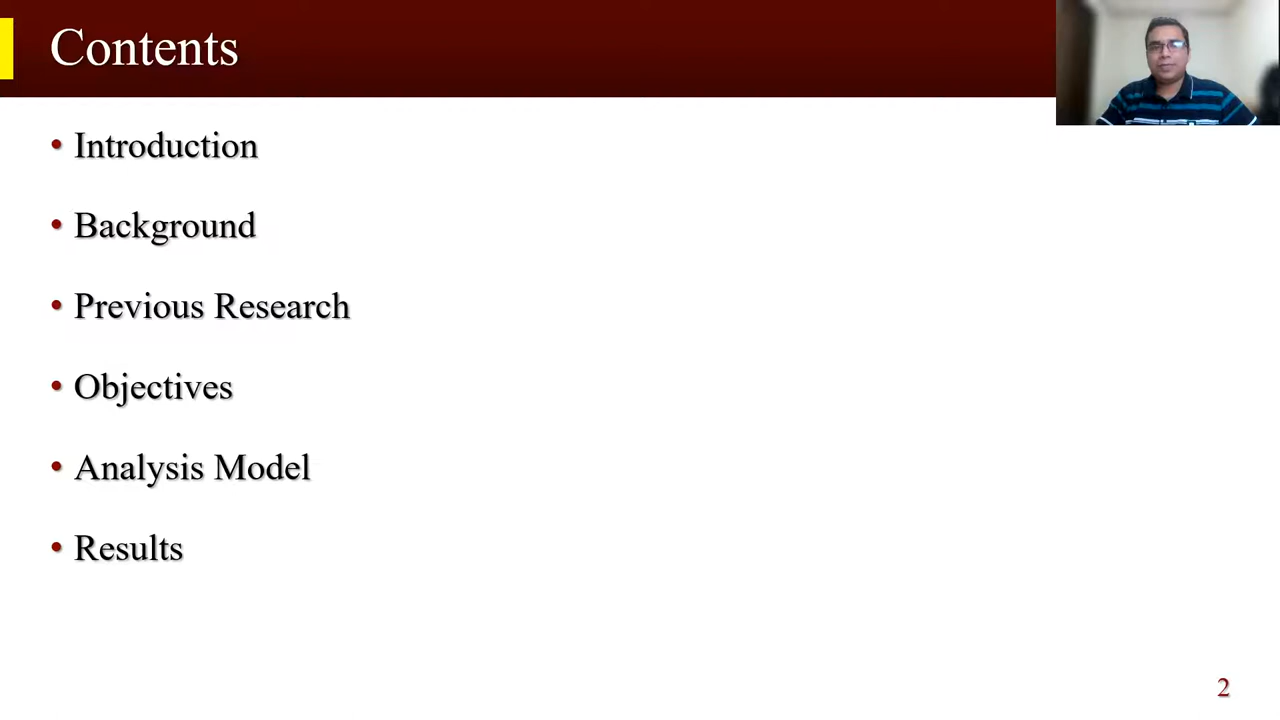 Contents
• Introduction
• Background
• Previous Research
• Objectives
• Analysis Model
• Results
2